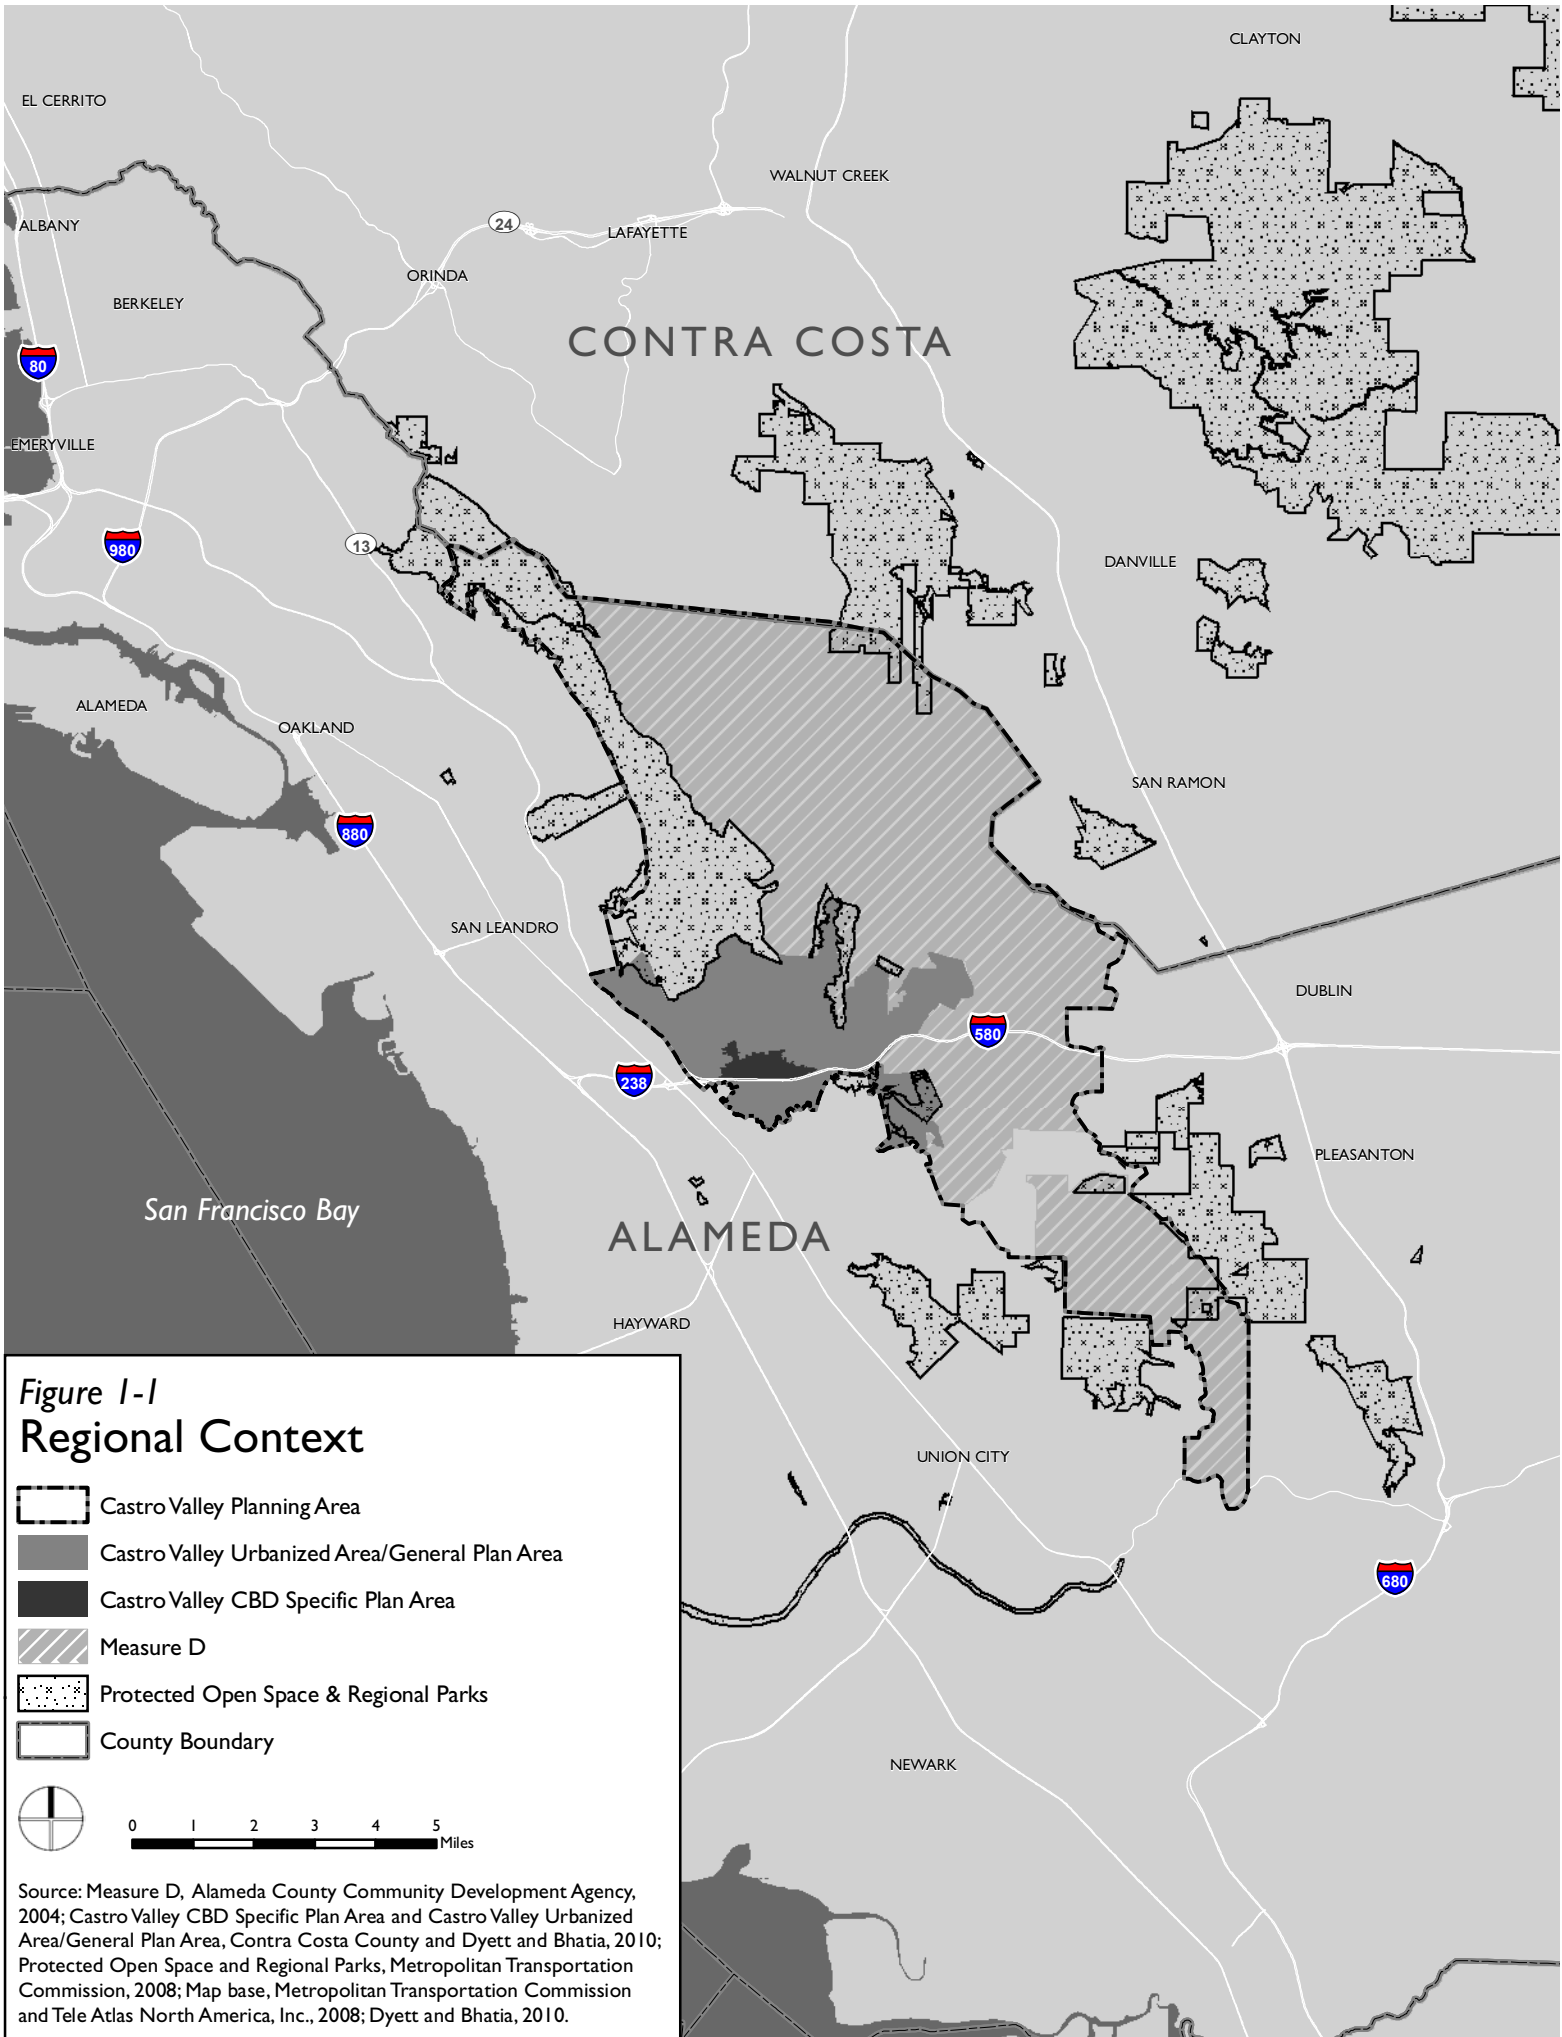 CLAYTON
EL CERRITO
WALNUT CREEK
ALBANY
24
LAFAYETTE
ORINDA
BERKELEY
CONTRA COSTA
80
EMERYVILLE
980
13
DANVILLE
ALAMEDA
OAKLAND
SAN RAMON
880
SAN LEANDRO
DUBLIN
580
238
PLEASANTON
San Francisco Bay
ALAMEDA
HAYWARD
UNION CITY
680
NEWARK
Figure 1-1
Regional Context
Castro Valley Planning Area
Castro Valley Urbanized Area/General Plan Area
Castro Valley CBD Specific Plan Area
Measure D
Protected Open Space & Regional Parks
County Boundary
0 1 2 3 4 5
Miles
Source: Measure D, Alameda County Community Development Agency,
2004; Castro Valley CBD Specific Plan Area and Castro Valley Urbanized
Area/General Plan Area, Contra Costa County and Dyett and Bhatia, 2010;
Protected Open Space and Regional Parks, Metropolitan Transportation
Commission, 2008; Map base, Metropolitan Transportation Commission
and Tele Atlas North America, Inc., 2008; Dyett and Bhatia, 2010.